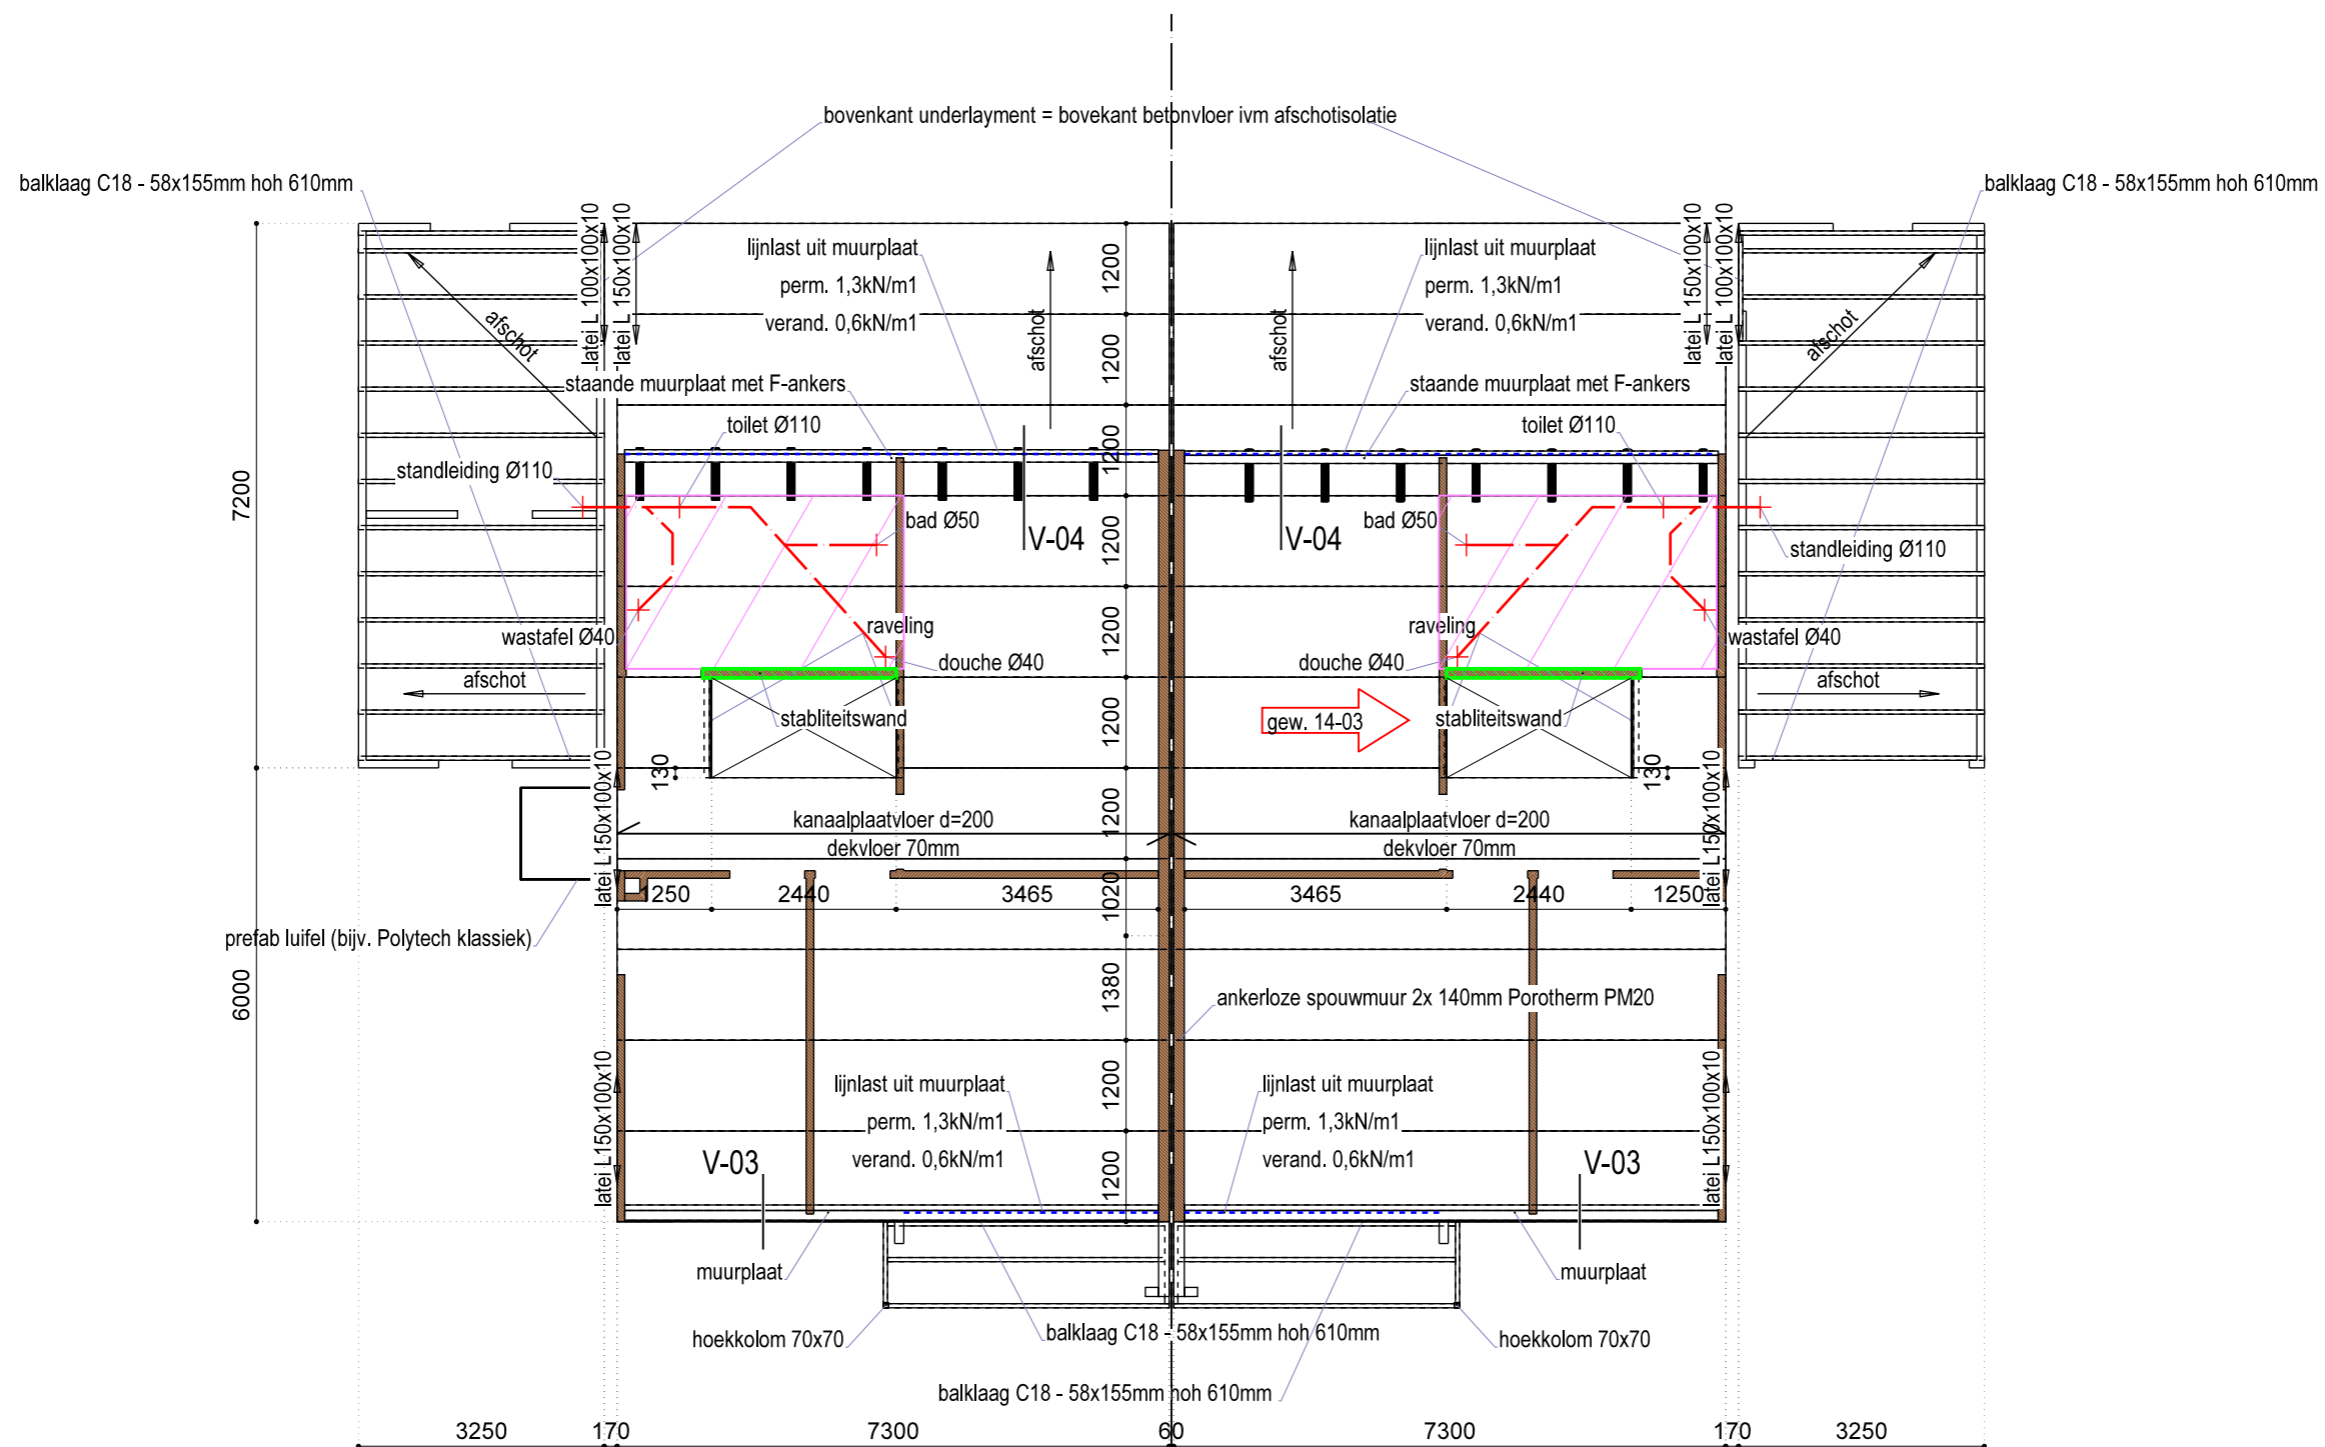 bovenkant underlayment = bovekant betonvloer ivm afschotisolatie
balklaag C18 - 58x155mm hoh 610mm
balklaag C18 - 58x155mm hoh 610mm
latei L 100x100x10
latei L 150x100x10
latei L 150x100x10
latei L 100x100x10
lijnlast uit muurplaat
perm. 1,3kN/m1
verand. 0,6kN/m1
lijnlast uit muurplaat
perm. 1,3kN/m1
verand. 0,6kN/m1
1200
afschot
afschot
afschot
afschot
1200
staande muurplaat met F-ankers
staande muurplaat met F-ankers
toilet Ø110
toilet Ø110
1200
standleiding Ø110
7200
bad Ø50
bad Ø50
V-04
V-04
1200
standleiding Ø110
raveling
raveling
wastafel Ø40
wastafel Ø40
1200
douche Ø40
douche Ø40
afschot
afschot
stabliteitswand
gew. 14-03
stabliteitswand
1200
130
130
latei L150x100x10
latei L150x100x10
kanaalplaatvloer d=200
kanaalplaatvloer d=200
1200
dekvloer 70mm
dekvloer 70mm
250
2440
3465
1020
3465
2440
1250
prefab luifel (bijv. Polytech klassiek)
6000
1380
ankerloze spouwmuur 2x 140mm Porotherm PM20
latei L150x100x10
latei L150x100x10
lijnlast uit muurplaat
perm. 1,3kN/m1
verand. 0,6kN/m1
1200
lijnlast uit muurplaat
perm. 1,3kN/m1
verand. 0,6kN/m1
V-03
V-03
1200
muurplaat
muurplaat
hoekkolom 70x70
balklaag C18 - 58x155mm hoh 610mm
hoekkolom 70x70
balklaag C18 - 58x155mm hoh 610mm
3250
170
7300
60
7300
170
3250